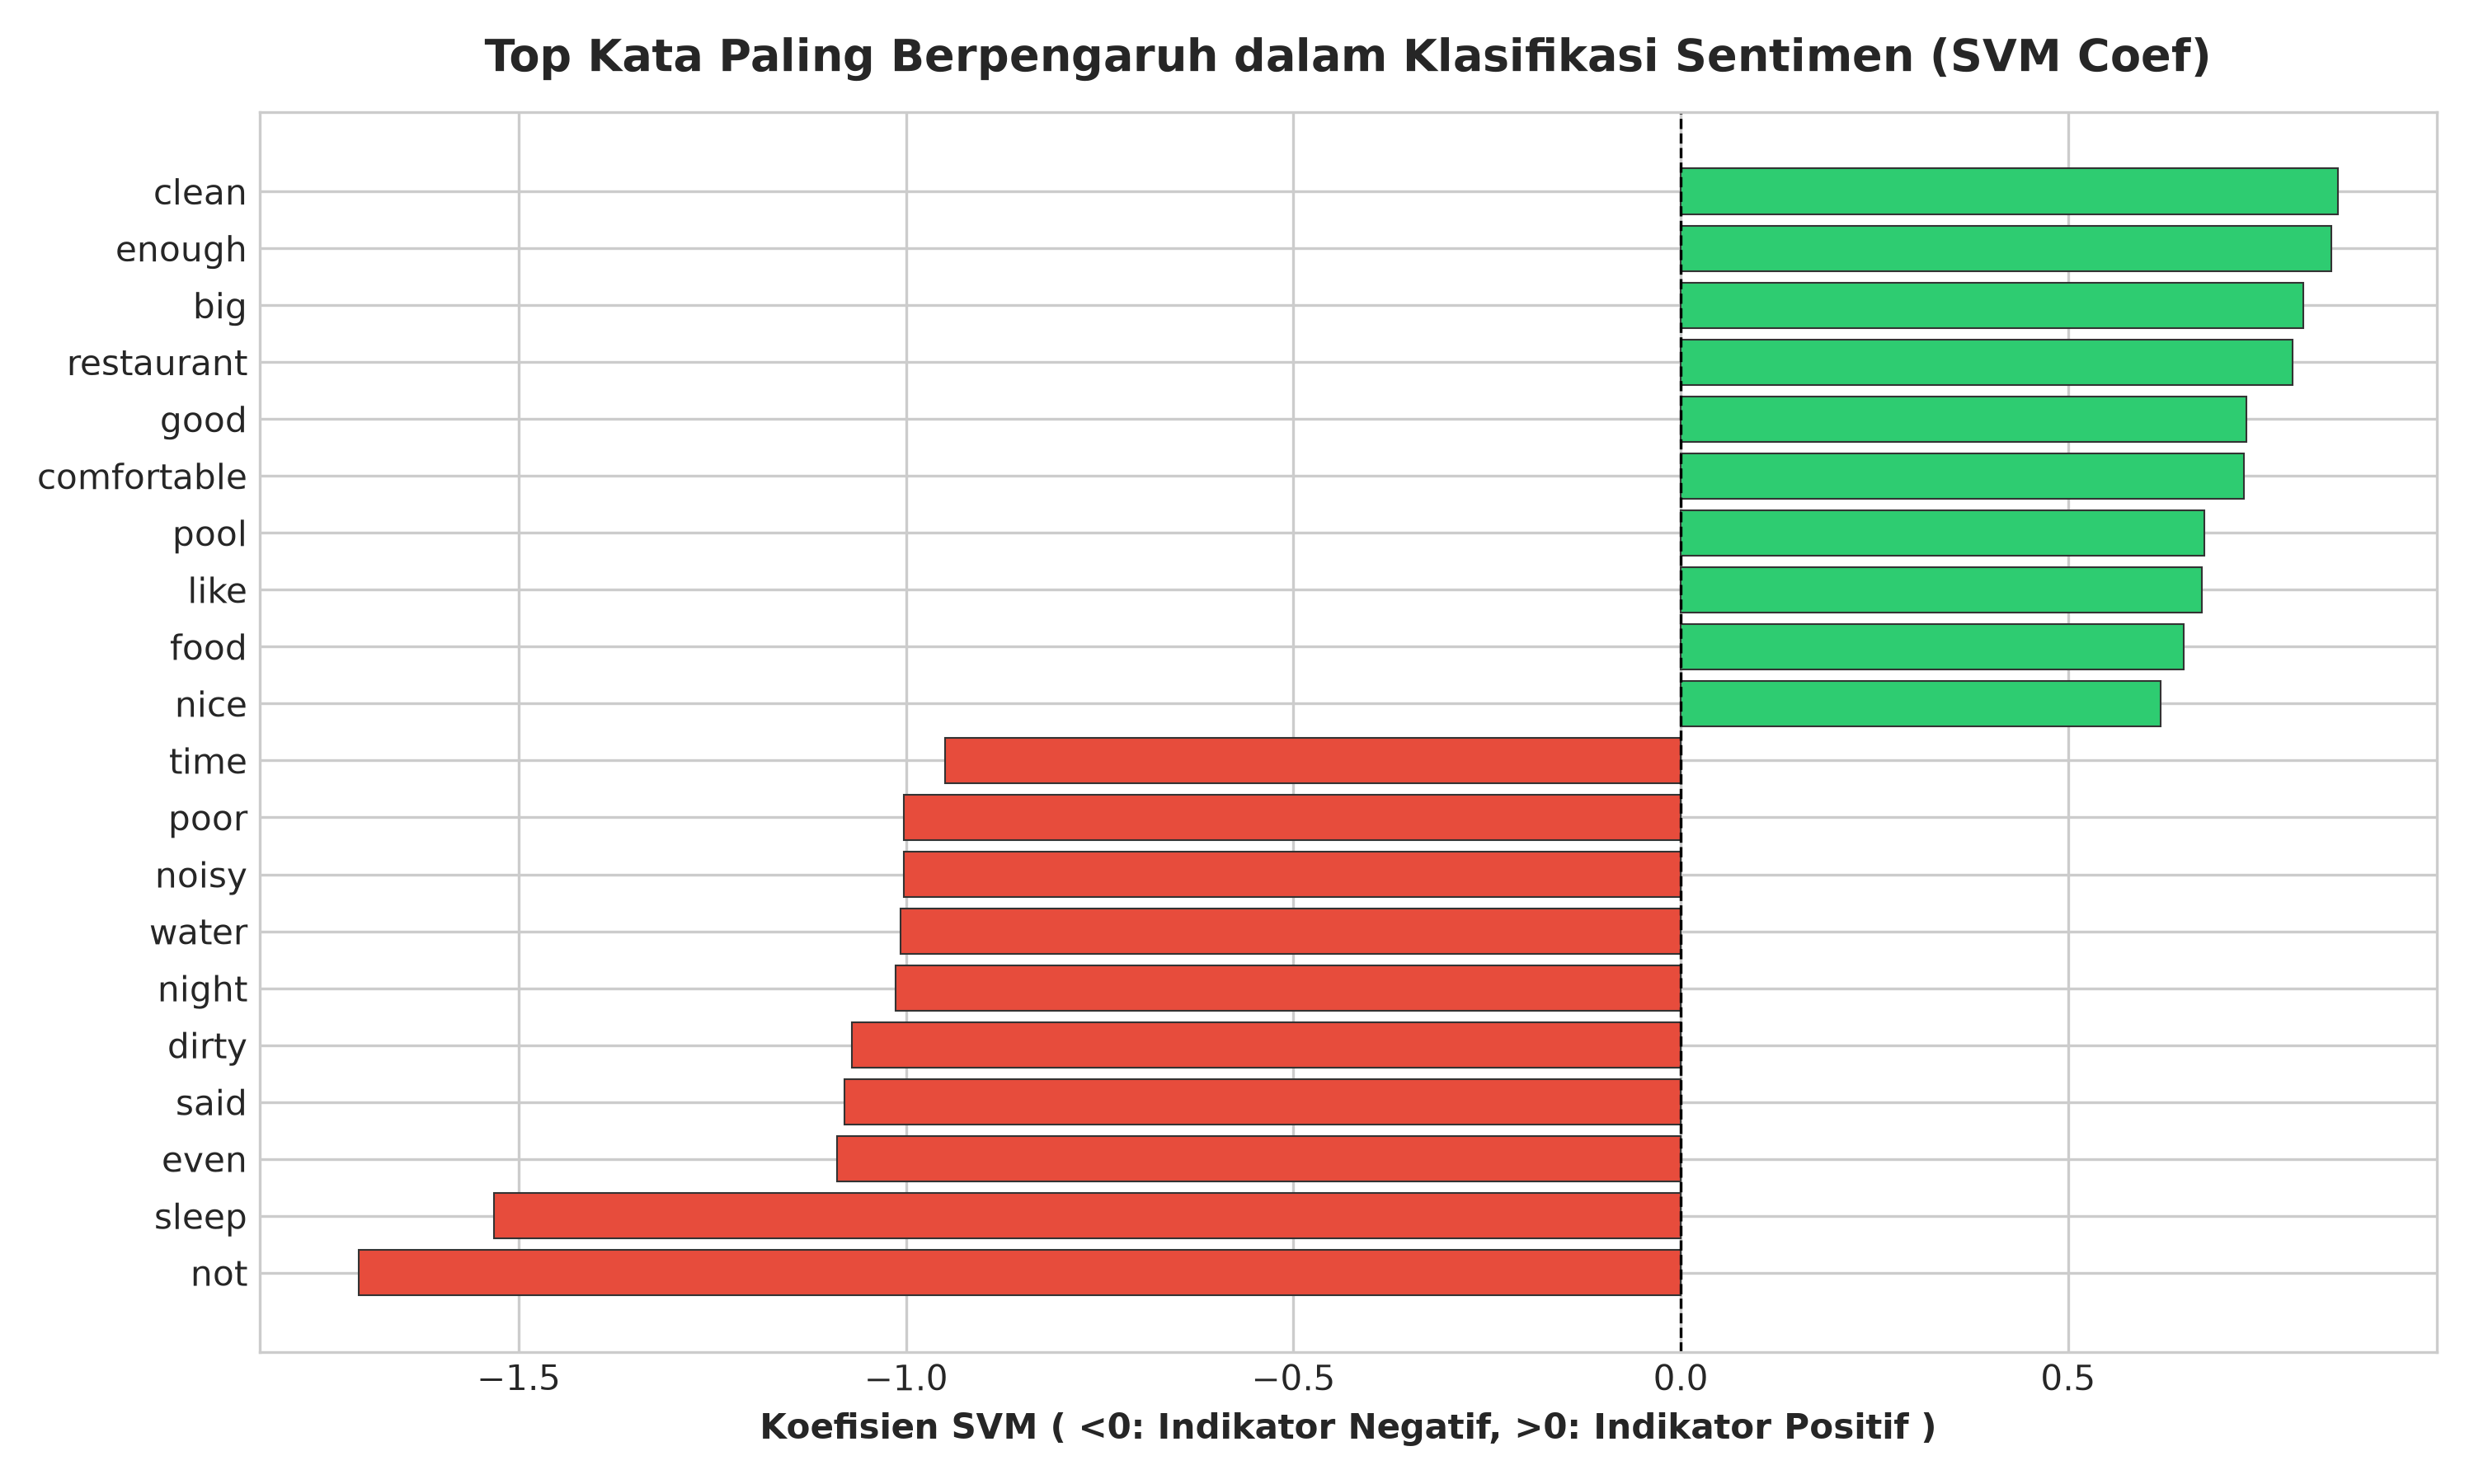 Top Kata Paling Berpengaruh dalam Klasifikasi Sentimen (SVM Coef)
clean
enough
big
restaurant
good
comfortable
pool
like
food
nice
time
poor
noisy
water
night
dirty
said
even
sleep
not
−1.5 −1.0 −0.5 0.0 0.5
Koefisien SVM ( <0: Indikator Negatif, >0: Indikator Positif )